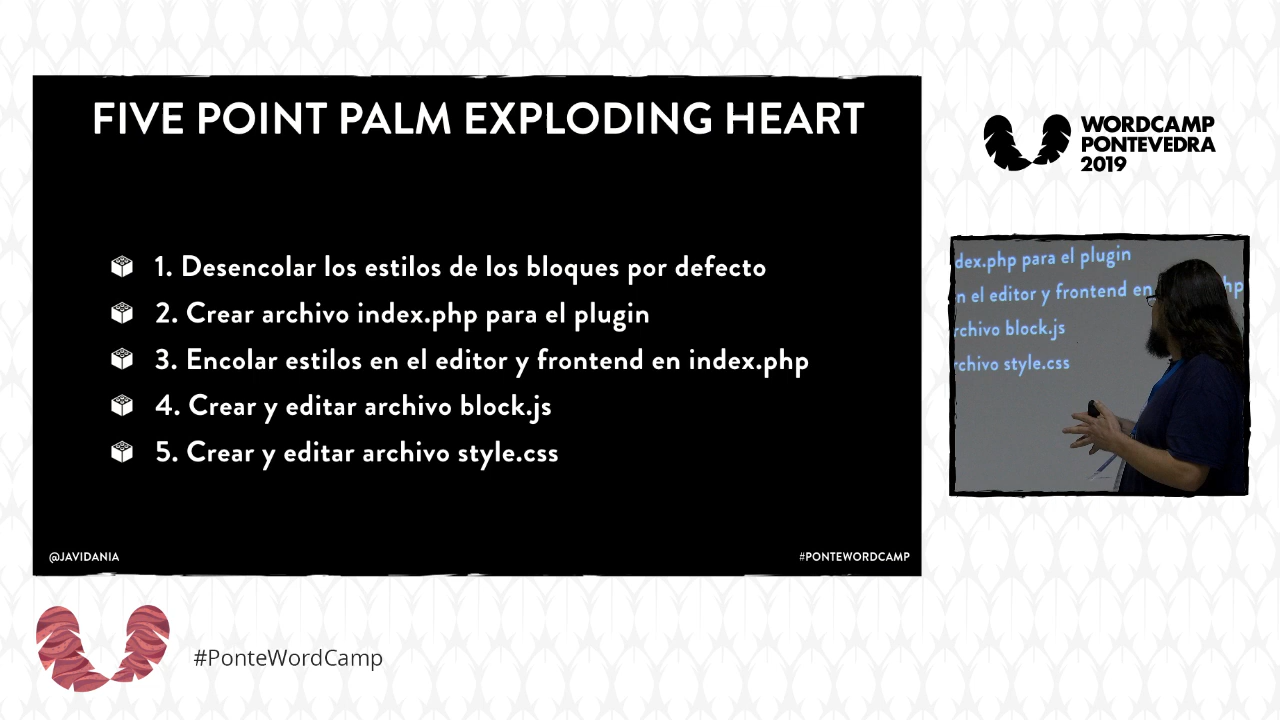 FIVE POINT PALM EXPLODING HEART
1. Desencolar los estilos de los bloques por defecto
2. Crear archivo index.php para el plugin
3. Encolar estilos en el editor y frontend en index.php
4. Crear y editar archivo block.js
5. Crear y editar archivo style.css
@JAVIDANIA
#PONTEWORDCAMP
WORDCAMP
PONTEVEDRA
2019
dex.php para el plugin
n el editor y frontend en hp
rchivo block.js
rchivo style.css
#PonteWordCamp